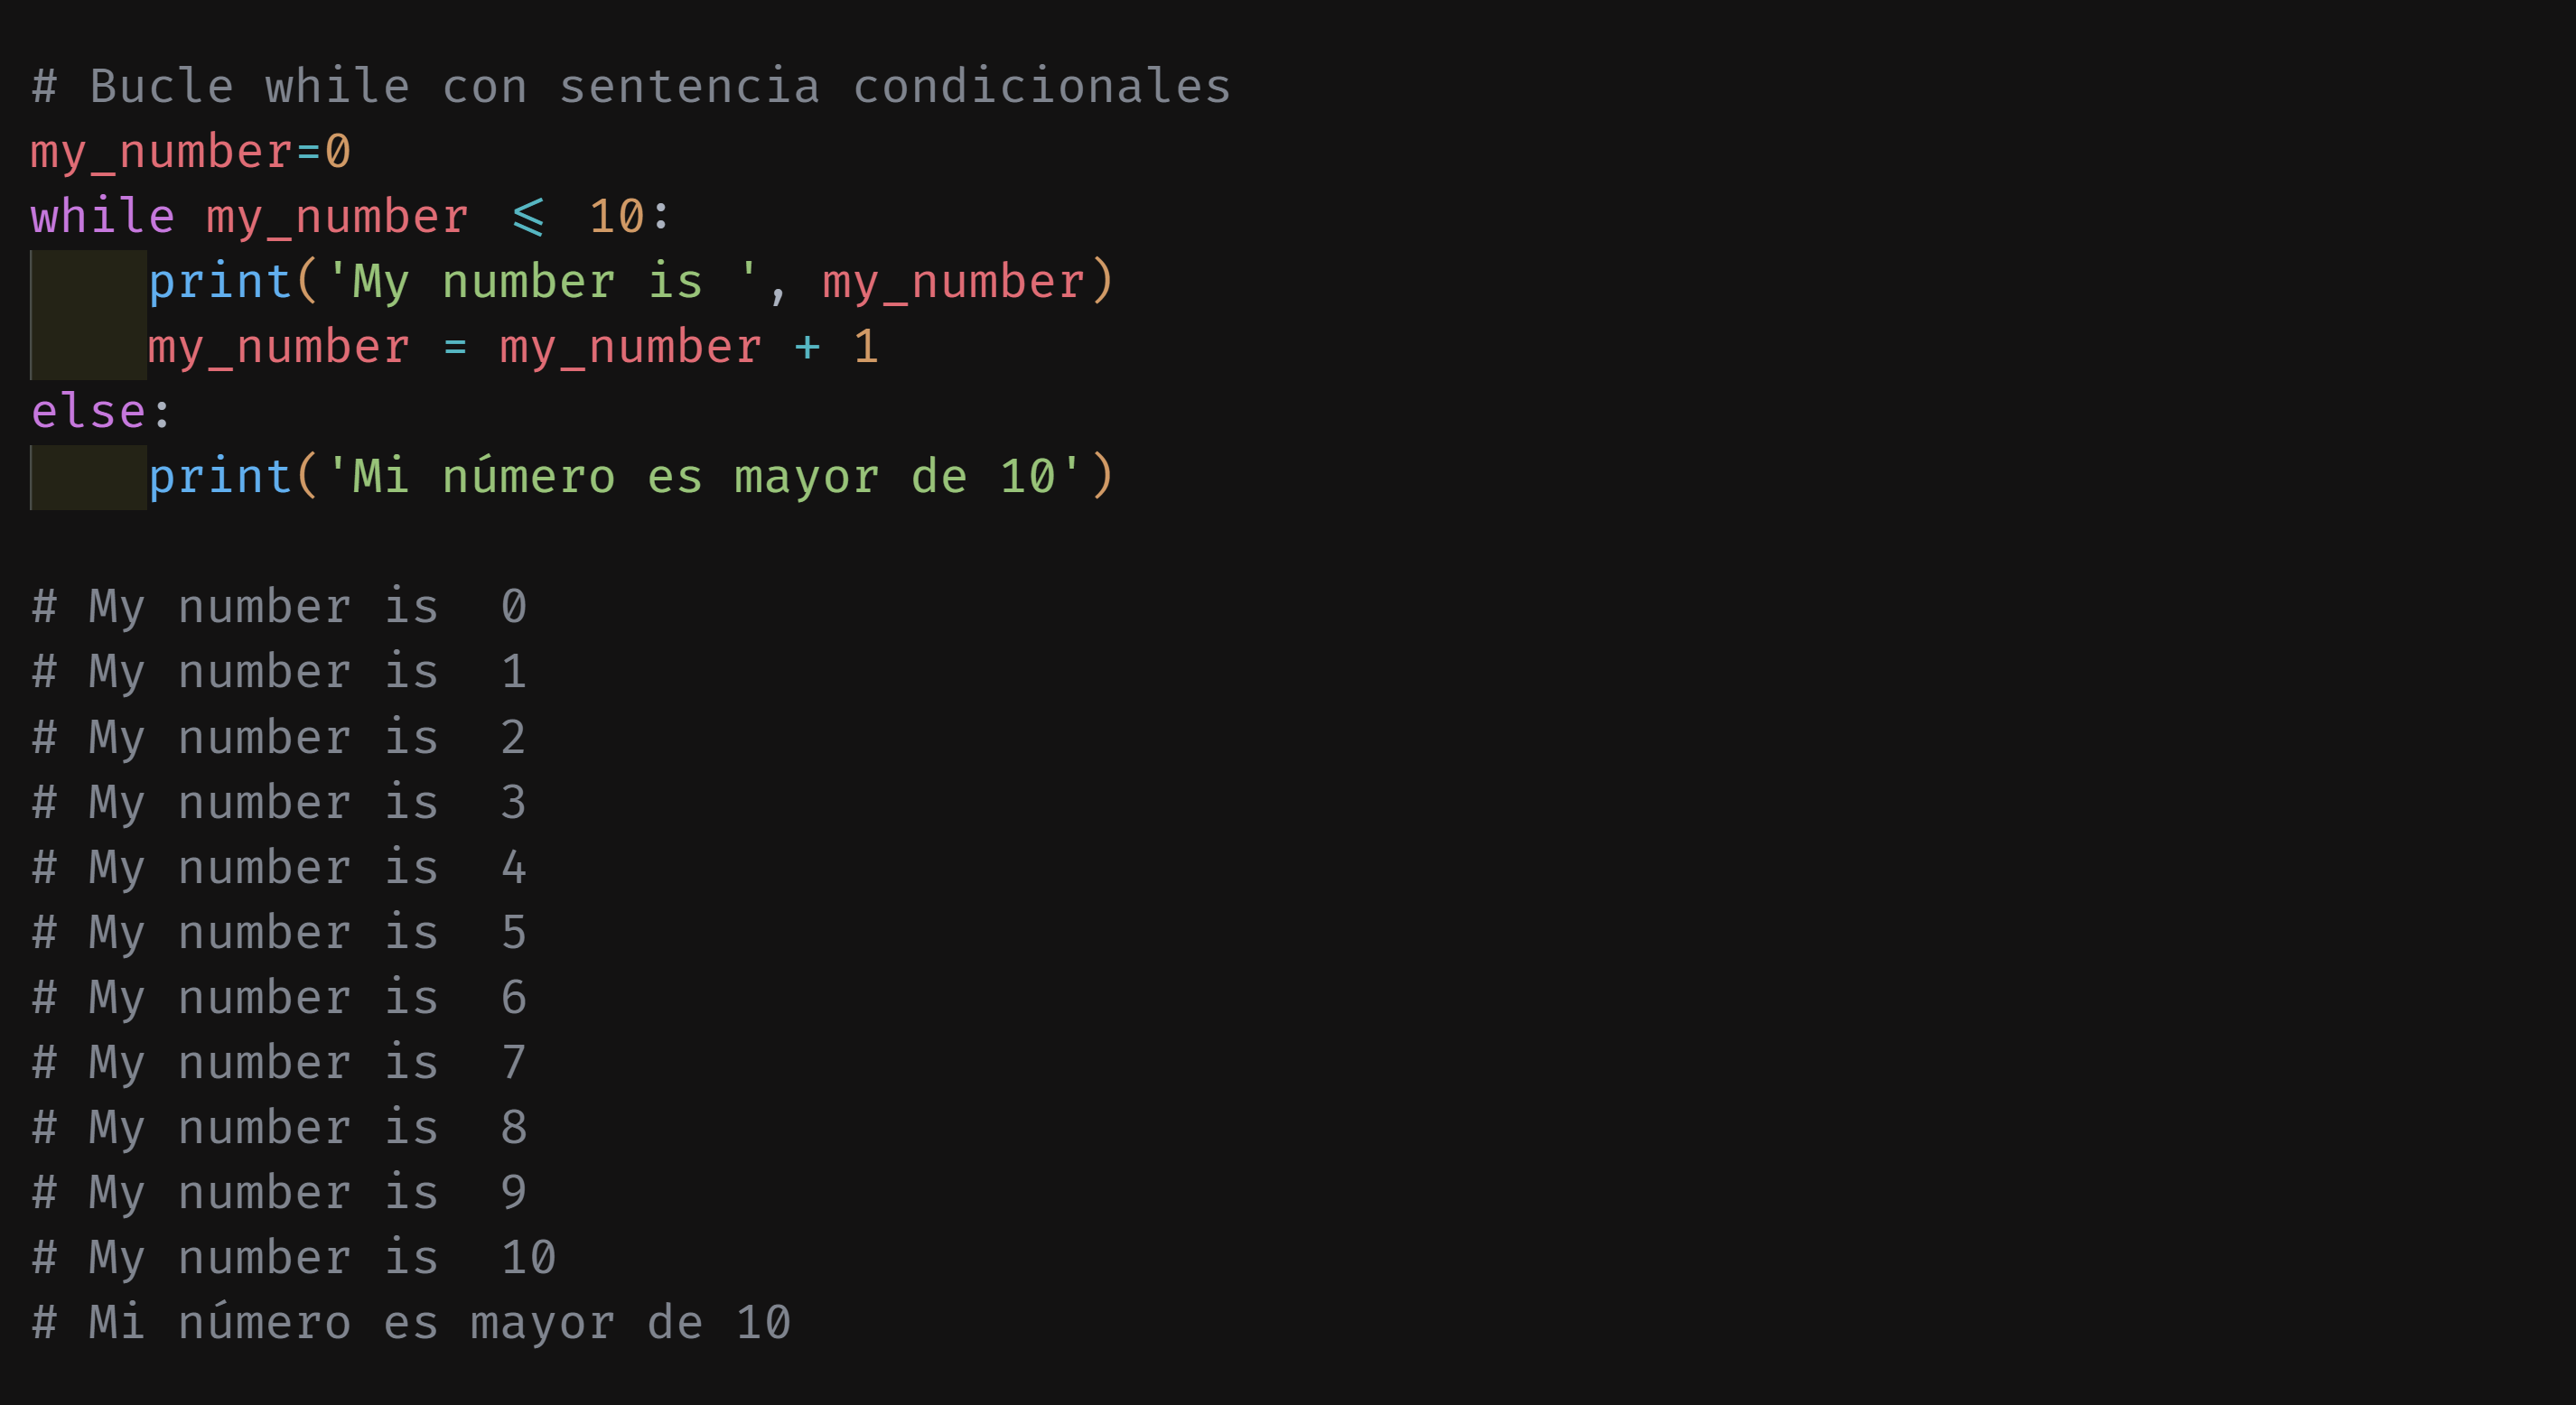 # Bucle while con sentencia condicionales
my_number=0
while my_number <= 10:
    print('My number is ', my_number)
    my_number = my_number + 1
else:
    print('Mi número es mayor de 10')

# My number is  0
# My number is  1
# My number is  2
# My number is  3
# My number is  4
# My number is  5
# My number is  6
# My number is  7
# My number is  8
# My number is  9
# My number is  10
# Mi número es mayor de 10